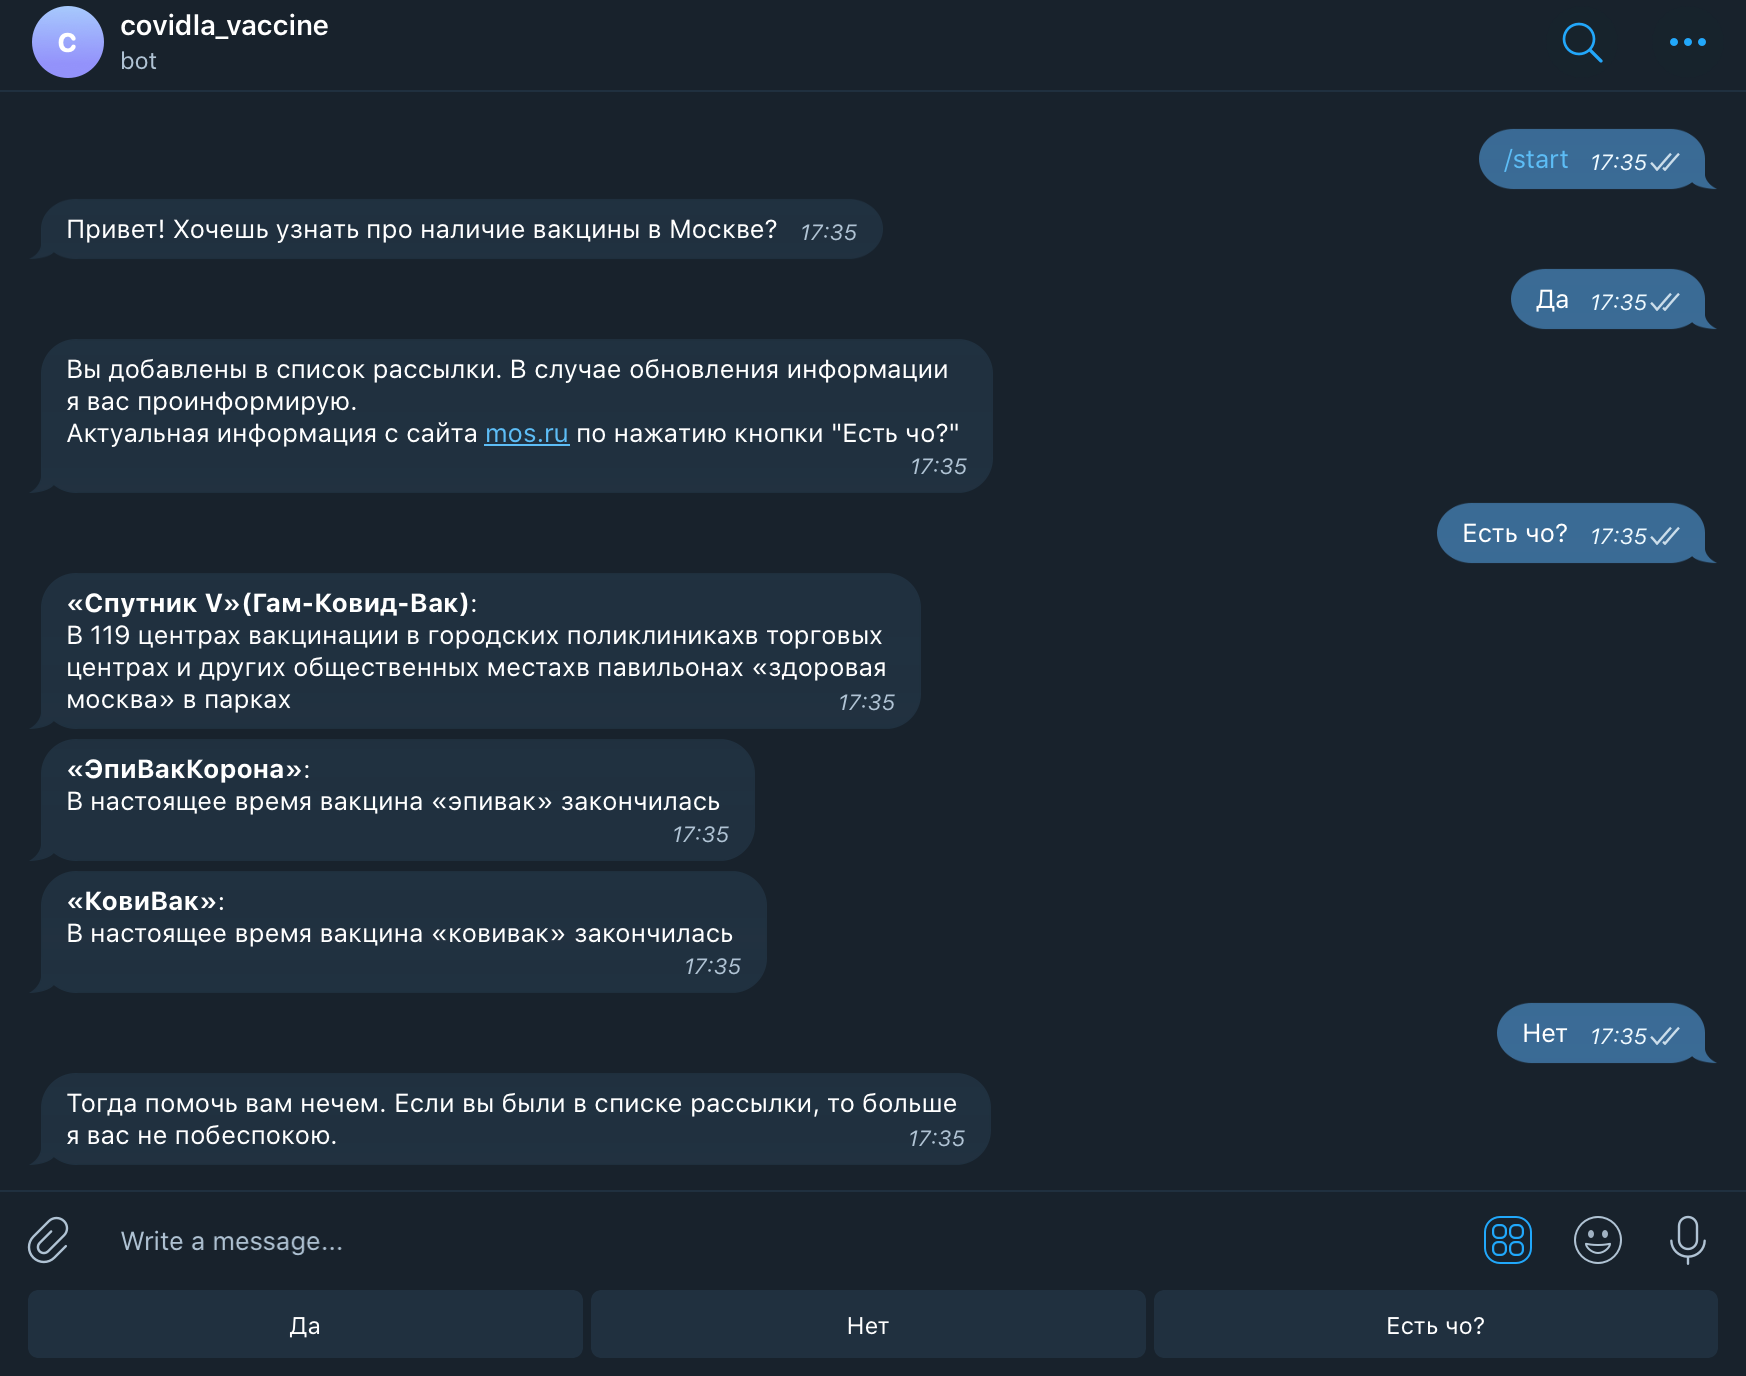 covidla_vaccine
bot
c
/start 17:35
Привет! Хочешь узнать про наличие вакцины в Москве? 17:35
Да 17:35
Вы добавлены в список рассылки. В случае обновления информации
я вас проинформирую.
Актуальная информация с сайта mos.ru по нажатию кнопки "Есть чо?"
17:35
Есть чо? 17:35
«Спутник V»(Гам-Ковид-Вак):
В 119 центрах вакцинации в городских поликлиникахв торговых
центрах и других общественных местахв павильонах «здоровая
москва» в парках 17:35
«ЭпиВакКорона»:
В настоящее время вакцина «эпивак» закончилась
17:35
«КовиВак»:
В настоящее время вакцина «ковивак» закончилась
17:35
Нет 17:35
Тогда помочь вам нечем. Если вы были в списке рассылки, то больше
я вас не побеспокою. 17:35
Write a message...
Да Нет Есть чо?